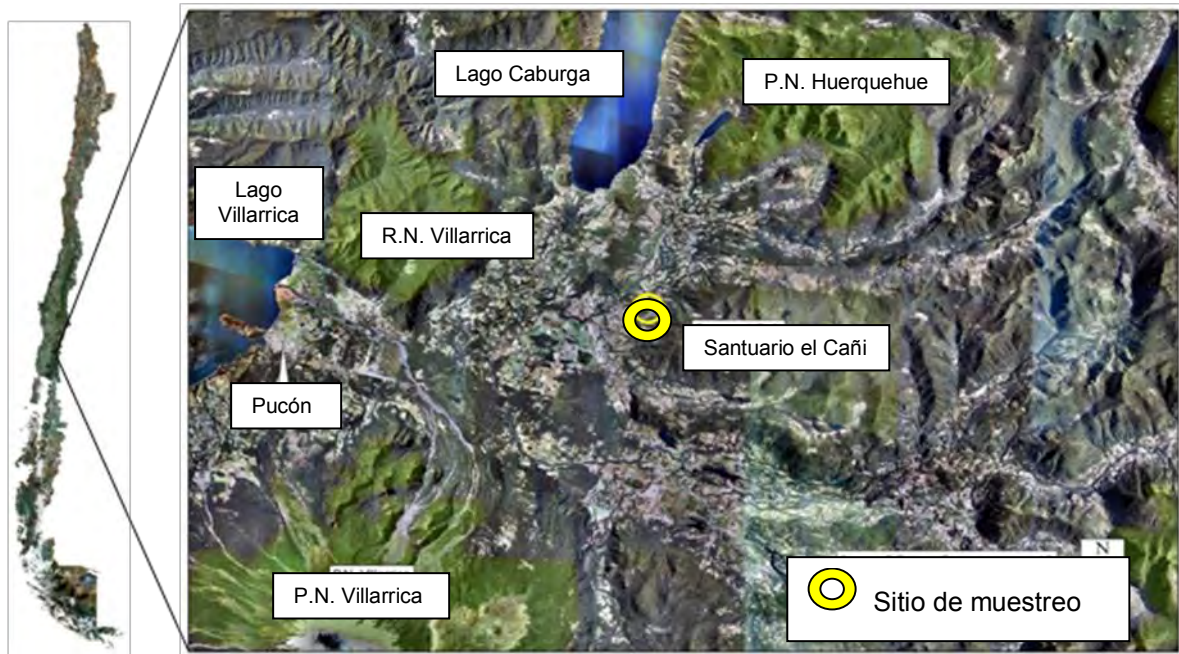 Lago Caburga
P.N. Huerquehue
Lago
Villarrica
R.N. Villarrica
Santuario el Cañi
Pucón
N
P.N. Villarrica
Sitio de muestreo